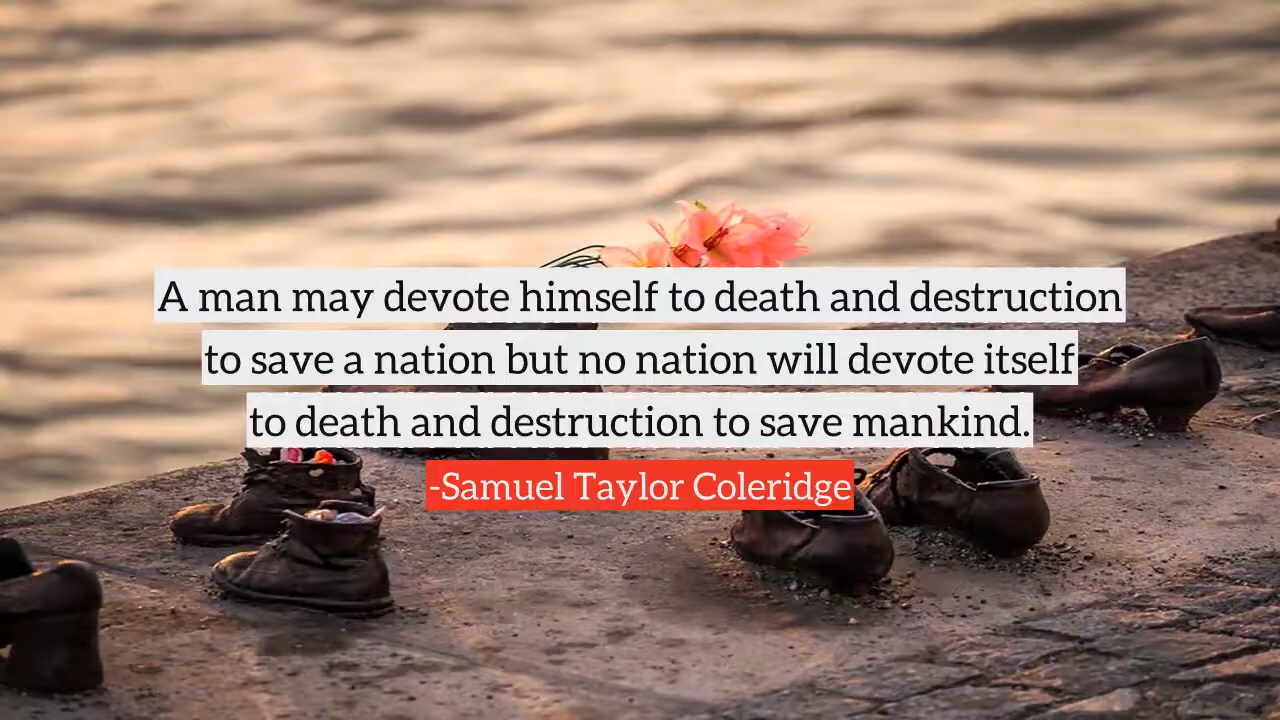 A man may devote himself to death and destruction
to save a nation but no nation will devote itself
to death and destruction to save mankind.
-Samuel Taylor Coleridge